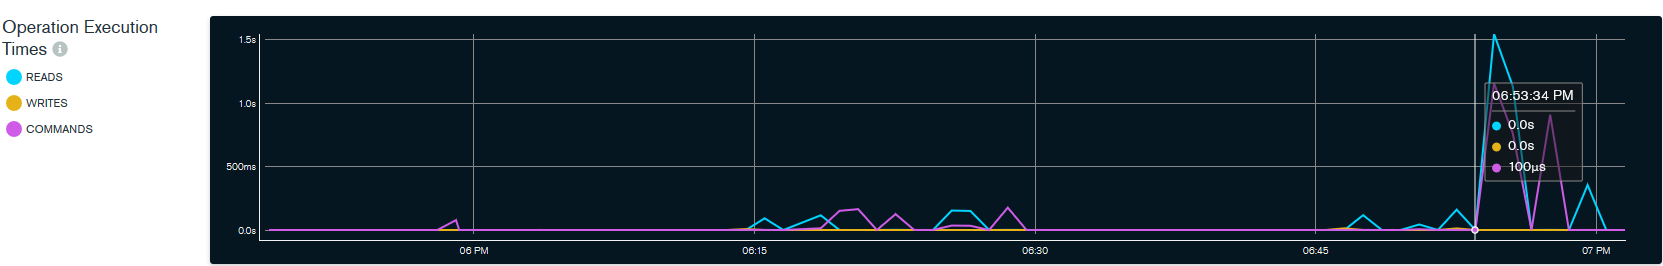 Operation Execution
Times
READS
WRITES
COMMANDS
1.5s
1.0s
500ms
0.0s
06:53:34 PM
0.0s
0.0s
100µs
06 PM
06:15
06:30
06:45
07 PM